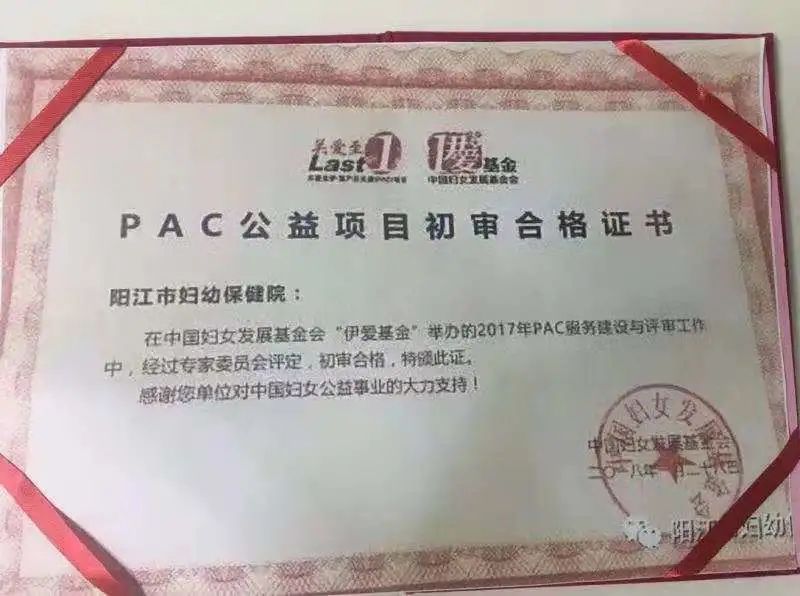 关爱至
Last 1
伊爱 基金
中国妇女发展基金会
PAC公益项目初审合格证书
阳江市妇幼保健院：
在中国妇女发展基金会“伊爱基金”举办的2017年PAC服务建设与评审工作
中，经过专家委员会评定，初审合格，特颁此证。
感谢您单位对中国妇女公益事业的大力支持！
中国妇女发展基金会
阳江 妇幼